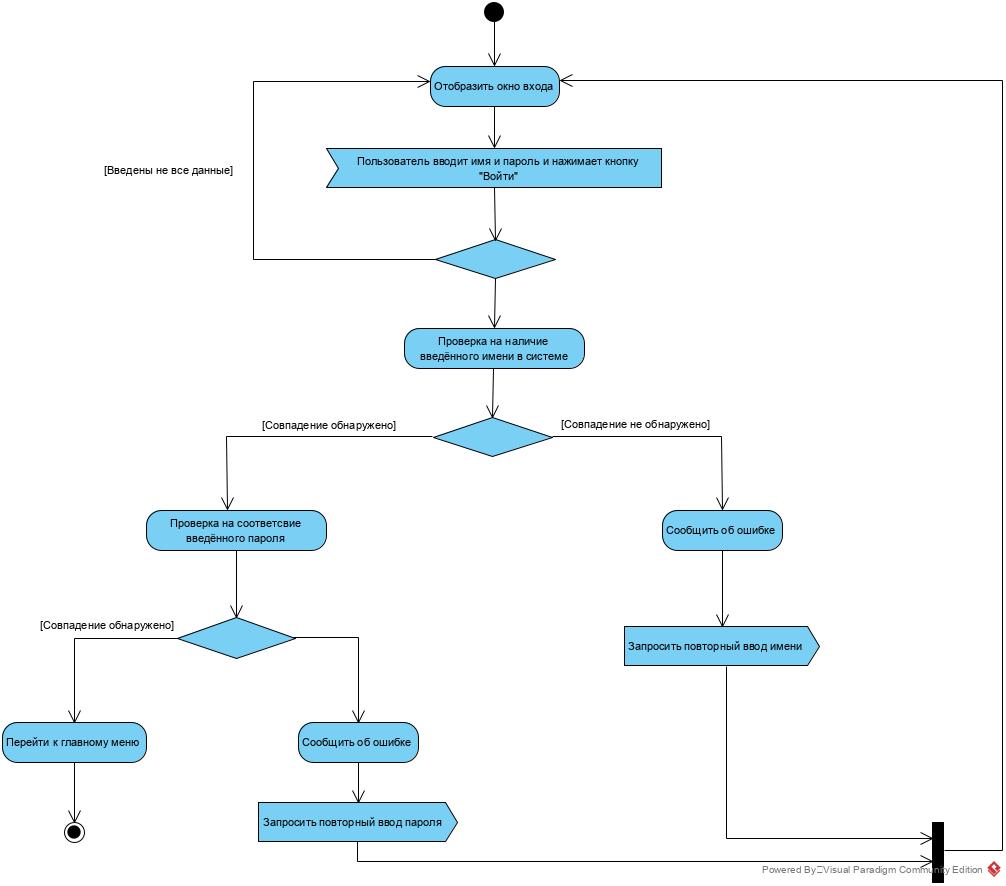 Отобразить окно входа
[Введены не все данные]
Пользователь вводит имя и пароль и нажимает кнопку
"Войти"
Проверка на наличие
введённого имени в системе
[Совпадение обнаружено]
[Совпадение не обнаружено]
Проверка на соответсвие
введённого пароля
Сообщить об ошибке
[Совпадение обнаружено]
Запросить повторный ввод имени
Перейти к главному меню
Сообщить об ошибке
Запросить повторный ввод пароля
Powered By Visual Paradigm Community Edition